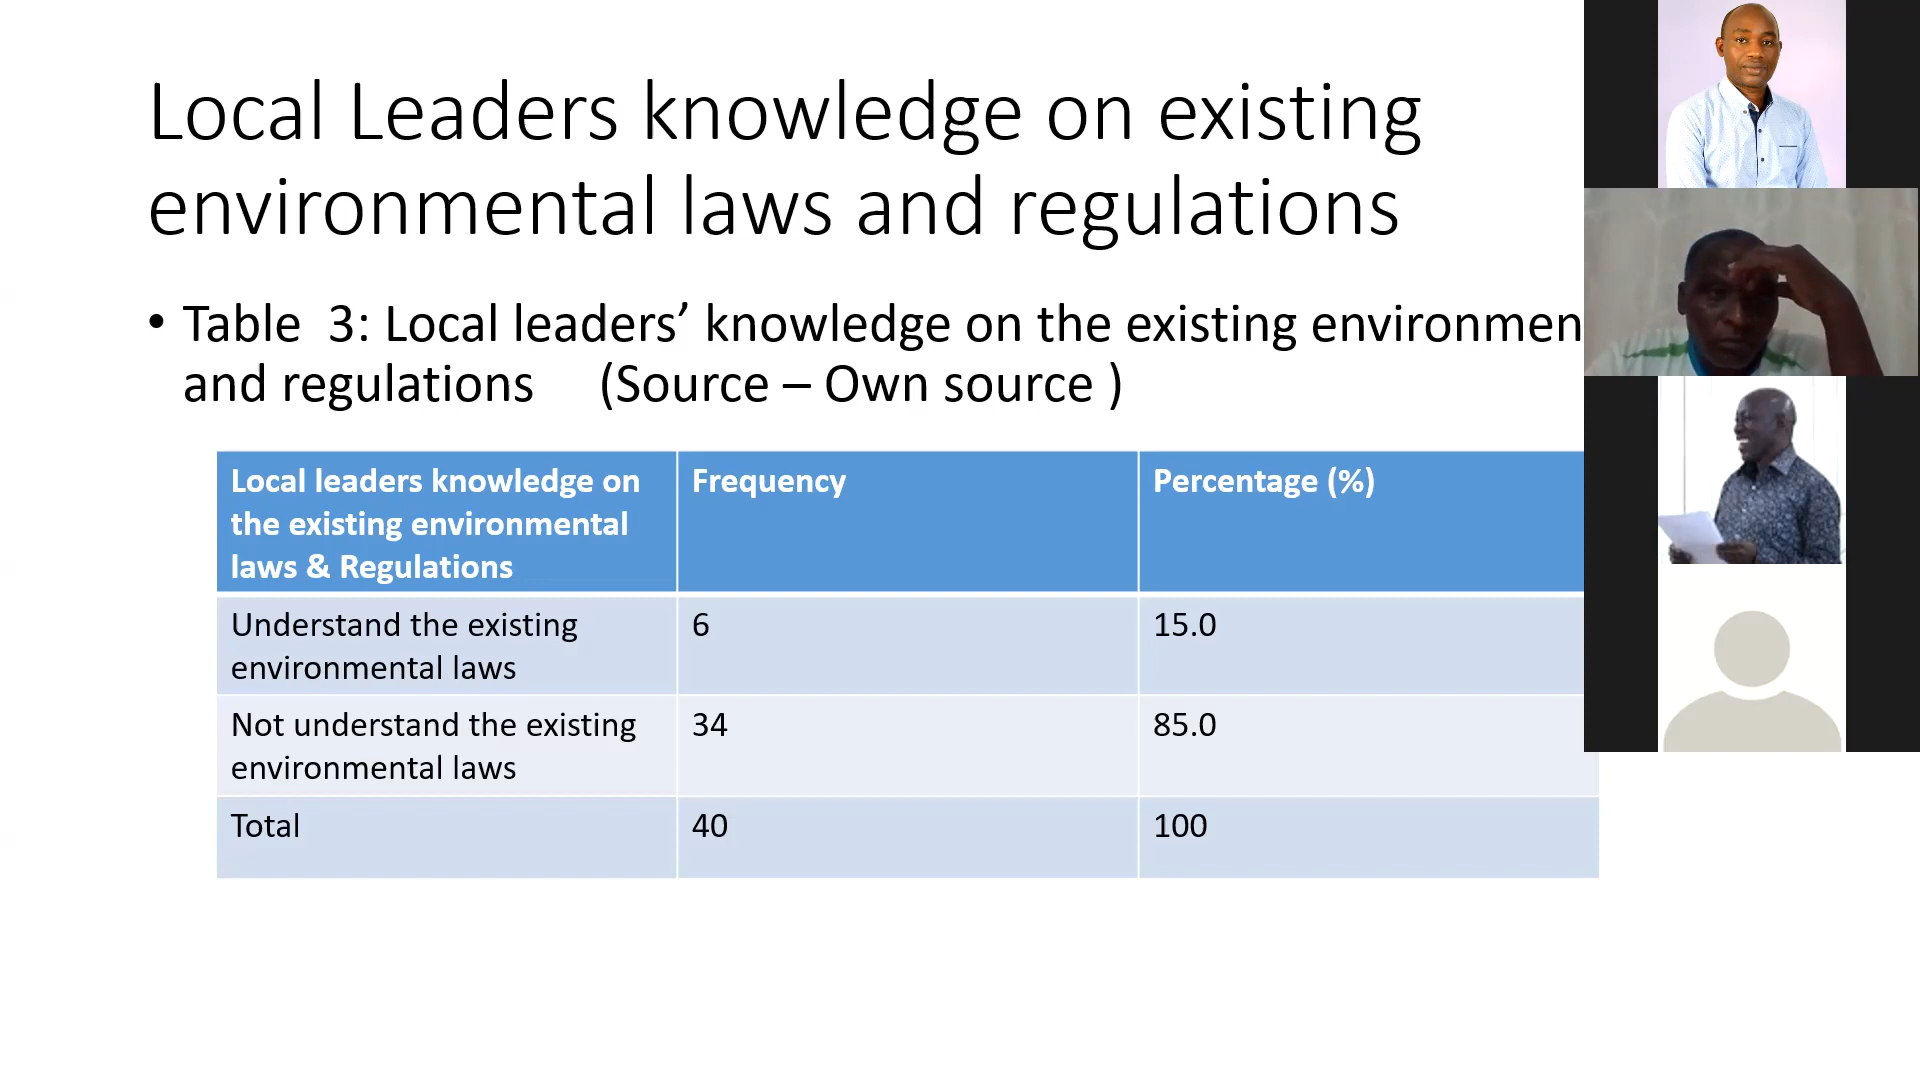 Local Leaders knowledge on existing
environmental laws and regulations
• Table 3: Local leaders’ knowledge on the existing environmen
and regulations (Source – Own source )
Local leaders knowledge on
the existing environmental
laws & Regulations
Frequency
Percentage (%)
Understand the existing
environmental laws
6
15.0
Not understand the existing
environmental laws
34
85.0
Total
40
100